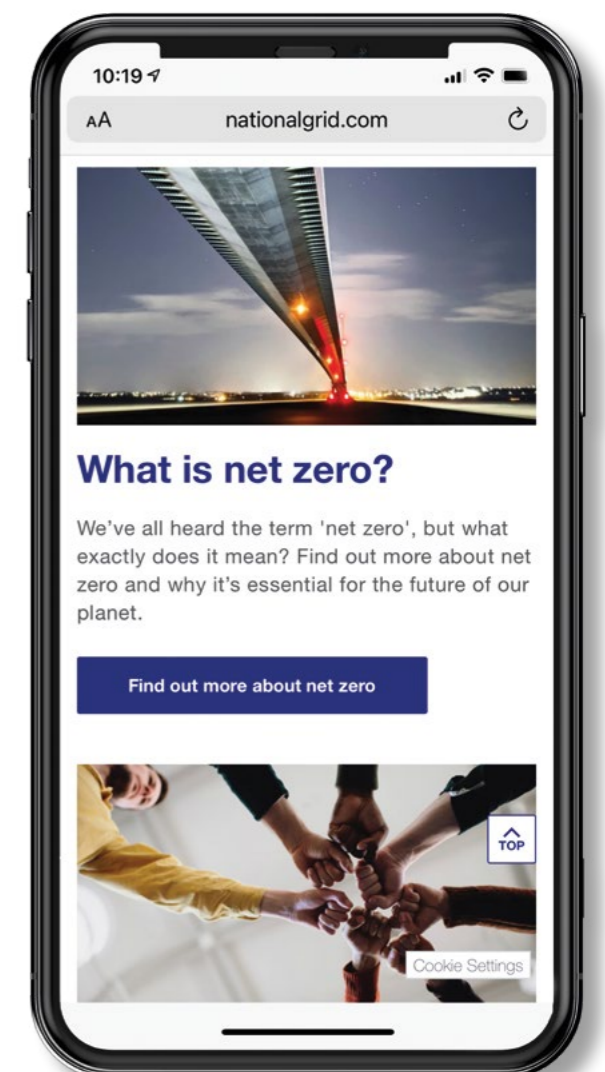 10:19
AA nationalgrid.com
What is net zero?
We've all heard the term 'net zero', but what
exactly does it mean? Find out more about net
zero and why it's essential for the future of our
planet.
Find out more about net zero
TOP
Cookie Settings